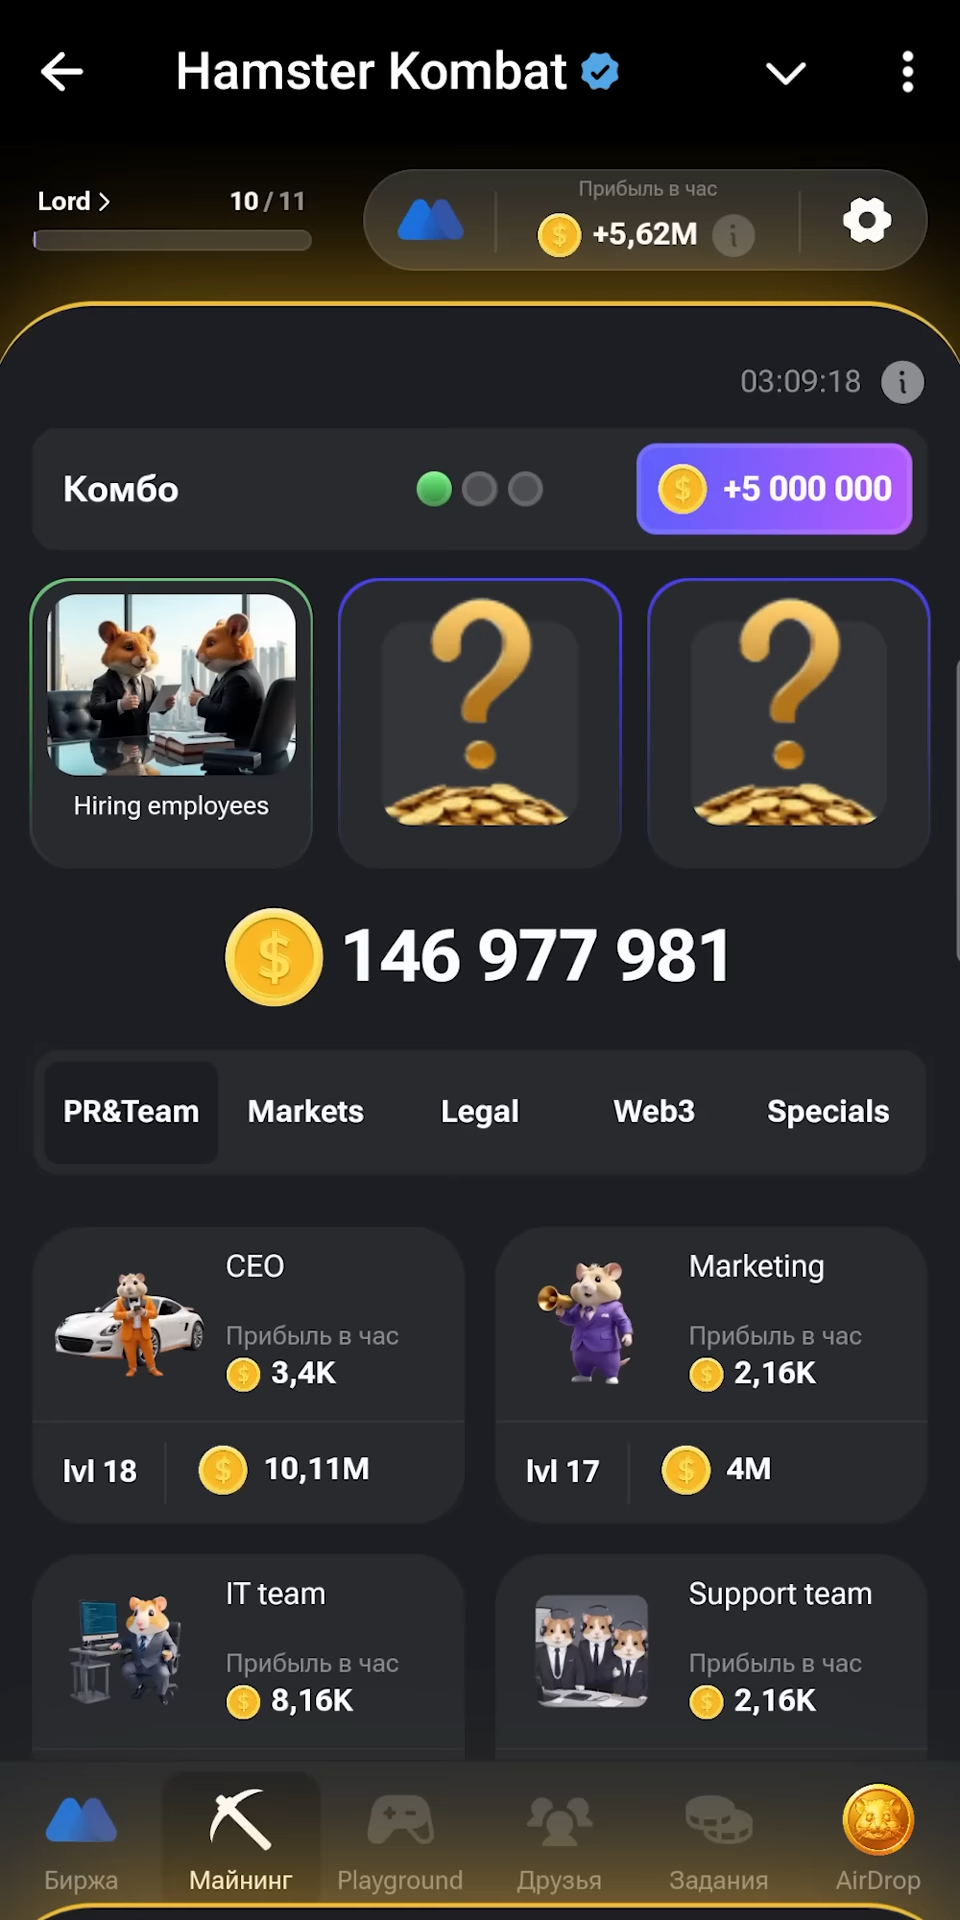 Hamster Kombat
Lord >
10 / 11
Прибыль в час
+5,62M
03:09:18
Комбо
+5 000 000
Hiring employees
146 977 981
PR&Team
Markets
Legal
Web3
Specials
CEO
Прибыль в час
3,4K
lvl 18
10,11M
Marketing
Прибыль в час
2,16K
lvl 17
4M
IT team
Прибыль в час
8,16K
Support team
Прибыль в час
2,16K
Биржа
Майнинг
Playground
Друзья
Задания
AirDrop